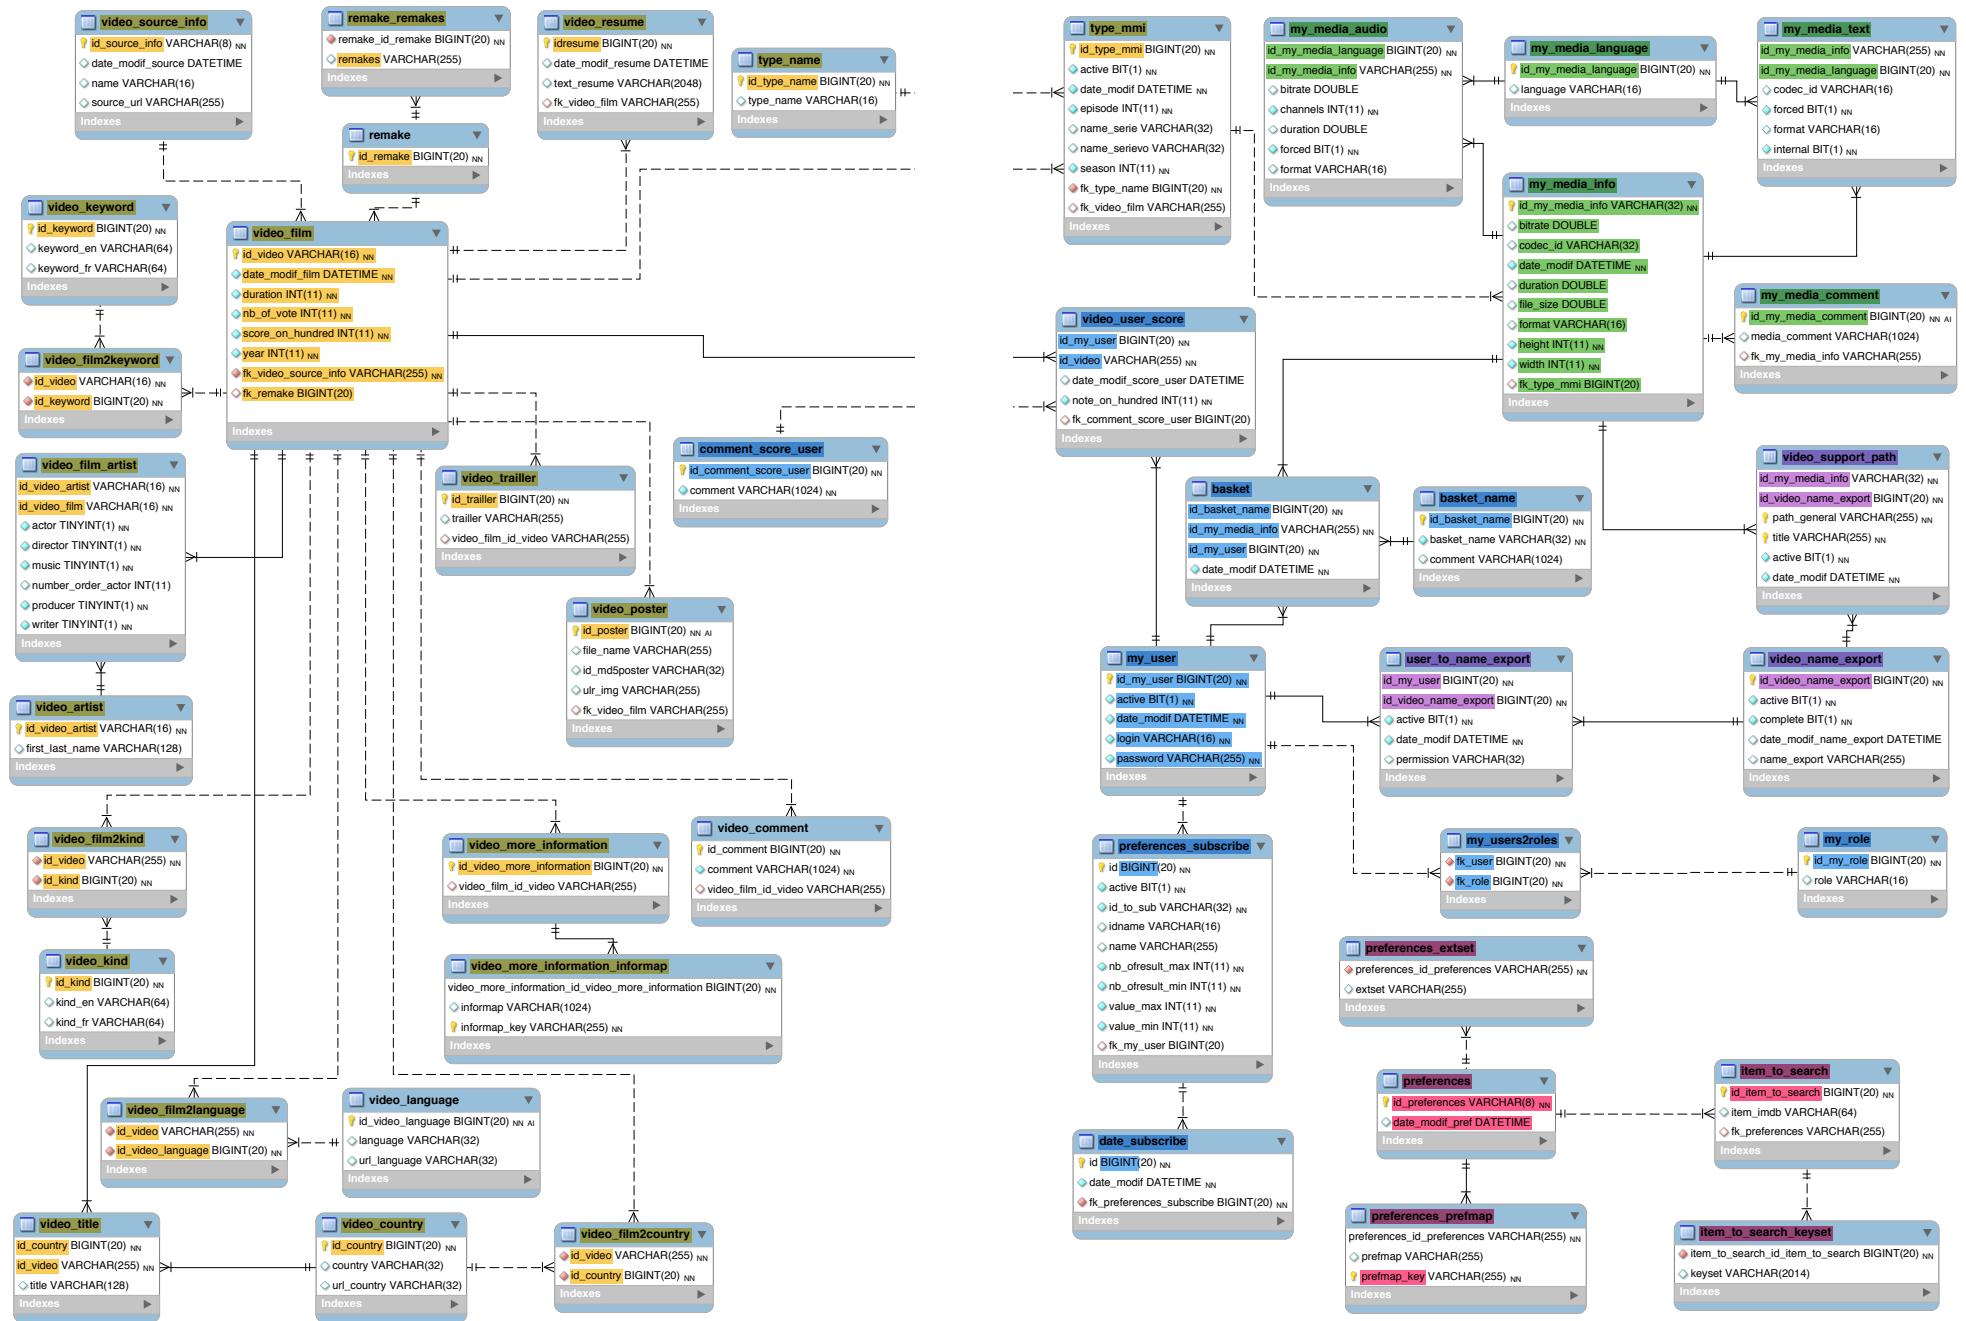 video_source_info
id_source_info VARCHAR(8) NN
date_modif_source DATETIME
name VARCHAR(16)
source_url VARCHAR(255)
Indexes
remake_remakes
remake_id_remake BIGINT(20) NN
remakes VARCHAR(255)
Indexes
remake
id_remake BIGINT(20) NN
Indexes
video_resume
idresume BIGINT(20) NN
date_modif_resume DATETIME
text_resume VARCHAR(2048)
fk_video_film VARCHAR(255)
Indexes
type_name
id_type_name BIGINT(20) NN
type_name VARCHAR(16)
Indexes
video_keyword
id_keyword BIGINT(20) NN
keyword_en VARCHAR(64)
keyword_fr VARCHAR(64)
Indexes
video_film
id_video VARCHAR(16) NN
date_modif_film DATETIME NN
duration INT(11) NN
nb_of_vote INT(11) NN
score_on_hundred INT(11) NN
year INT(11) NN
fk_video_source_info VARCHAR(255) NN
fk_remake BIGINT(20)
Indexes
video_film2keyword
id_video VARCHAR(16) NN
id_keyword BIGINT(20) NN
Indexes
video_film_artist
id_video_artist VARCHAR(16) NN
id_video_film VARCHAR(16) NN
actor TINYINT(1) NN
director TINYINT(1) NN
music TINYINT(1) NN
number_order_actor INT(11)
producer TINYINT(1) NN
writer TINYINT(1) NN
Indexes
video_trailler
id_trailler BIGINT(20) NN
trailler VARCHAR(255)
video_film_id_video VARCHAR(255)
Indexes
comment_score_user
id_comment_score_user BIGINT(20) NN
comment VARCHAR(1024) NN
Indexes
video_poster
id_poster BIGINT(20) NN AI
file_name VARCHAR(255)
id_md5poster VARCHAR(32)
ulr_img VARCHAR(255)
fk_video_film VARCHAR(255)
Indexes
video_artist
id_video_artist VARCHAR(16) NN
first_last_name VARCHAR(128)
Indexes
video_film2kind
id_video VARCHAR(255) NN
id_kind BIGINT(20) NN
Indexes
video_kind
id_kind BIGINT(20) NN
kind_en VARCHAR(64)
kind_fr VARCHAR(64)
Indexes
video_more_information
id_video_more_information BIGINT(20) NN
video_film_id_video VARCHAR(255)
Indexes
video_comment
id_comment BIGINT(20) NN
comment VARCHAR(1024) NN
video_film_id_video VARCHAR(255)
Indexes
video_more_information_informap
video_more_information_id_video_more_information BIGINT(20) NN
informap VARCHAR(1024)
informap_key VARCHAR(255) NN
Indexes
video_film2language
id_video VARCHAR(255) NN
id_video_language BIGINT(20) NN
Indexes
video_language
id_video_language BIGINT(20) NN AI
language VARCHAR(32)
url_language VARCHAR(32)
Indexes
video_title
id_country BIGINT(20) NN
id_video VARCHAR(255) NN
title VARCHAR(128)
Indexes
video_country
id_country BIGINT(20) NN
country VARCHAR(32)
url_country VARCHAR(32)
Indexes
video_film2country
id_video VARCHAR(255) NN
id_country BIGINT(20) NN
Indexes
type_mmi
id_type_mmi BIGINT(20) NN
active BIT(1) NN
date_modif DATETIME NN
episode INT(11) NN
name_serie VARCHAR(32)
name_serievo VARCHAR(32)
season INT(11) NN
fk_type_name BIGINT(20) NN
fk_video_film VARCHAR(255)
Indexes
my_media_audio
id_my_media_language BIGINT(20) NN
id_my_media_info VARCHAR(255) NN
bitrate DOUBLE
channels INT(11) NN
duration DOUBLE
forced BIT(1) NN
format VARCHAR(16)
Indexes
my_media_language
id_my_media_language BIGINT(20) NN
language VARCHAR(16)
Indexes
my_media_text
id_my_media_info VARCHAR(255) NN
id_my_media_language BIGINT(20) NN
codec_id VARCHAR(16)
forced BIT(1) NN
format VARCHAR(16)
internal BIT(1) NN
Indexes
my_media_info
id_my_media_info VARCHAR(32) NN
bitrate DOUBLE
codec_id VARCHAR(32)
date_modif DATETIME NN
duration DOUBLE
file_size DOUBLE
format VARCHAR(16)
height INT(11) NN
width INT(11) NN
fk_type_mmi BIGINT(20)
Indexes
my_media_comment
id_my_media_comment BIGINT(20) NN AI
media_comment VARCHAR(1024)
fk_my_media_info VARCHAR(255)
Indexes
video_user_score
id_my_user BIGINT(20) NN
id_video VARCHAR(255) NN
date_modif_score_user DATETIME
note_on_hundred INT(11) NN
fk_comment_score_user BIGINT(20)
Indexes
basket
id_basket_name BIGINT(20) NN
id_my_media_info VARCHAR(255) NN
id_my_user BIGINT(20) NN
date_modif DATETIME NN
Indexes
basket_name
id_basket_name BIGINT(20) NN
basket_name VARCHAR(32) NN
comment VARCHAR(1024)
Indexes
video_support_path
id_my_media_info VARCHAR(32) NN
id_video_name_export BIGINT(20) NN
path_general VARCHAR(255) NN
title VARCHAR(255) NN
active BIT(1) NN
date_modif DATETIME NN
Indexes
my_user
id_my_user BIGINT(20) NN
active BIT(1) NN
date_modif DATETIME NN
login VARCHAR(16) NN
password VARCHAR(255) NN
Indexes
user_to_name_export
id_my_user BIGINT(20) NN
id_video_name_export BIGINT(20) NN
active BIT(1) NN
date_modif DATETIME NN
permission VARCHAR(32)
Indexes
video_name_export
id_video_name_export BIGINT(20) NN
active BIT(1) NN
complete BIT(1) NN
date_modif_name_export DATETIME
name_export VARCHAR(255)
Indexes
preferences_subscribe
id BIGINT(20) NN
active BIT(1) NN
id_to_sub VARCHAR(32) NN
idname VARCHAR(16)
name VARCHAR(255)
nb_ofresult_max INT(11) NN
nb_ofresult_min INT(11) NN
value_max INT(11) NN
value_min INT(11) NN
fk_my_user BIGINT(20)
Indexes
my_users2roles
fk_user BIGINT(20) NN
fk_role BIGINT(20) NN
Indexes
my_role
id_my_role BIGINT(20) NN
role VARCHAR(16)
Indexes
preferences_extset
preferences_id_preferences VARCHAR(255) NN
extset VARCHAR(255)
Indexes
preferences
id_preferences VARCHAR(8) NN
date_modif_pref DATETIME
Indexes
item_to_search
id_item_to_search BIGINT(20) NN
item_imdb VARCHAR(64)
fk_preferences VARCHAR(255)
Indexes
date_subscribe
id BIGINT(20) NN
date_modif DATETIME NN
fk_preferences_subscribe BIGINT(20) NN
Indexes
preferences_prefmap
preferences_id_preferences VARCHAR(255) NN
prefmap VARCHAR(255)
prefmap_key VARCHAR(255) NN
Indexes
item_to_search_keyset
item_to_search_id_item_to_search BIGINT(20) NN
keyset VARCHAR(2014)
Indexes